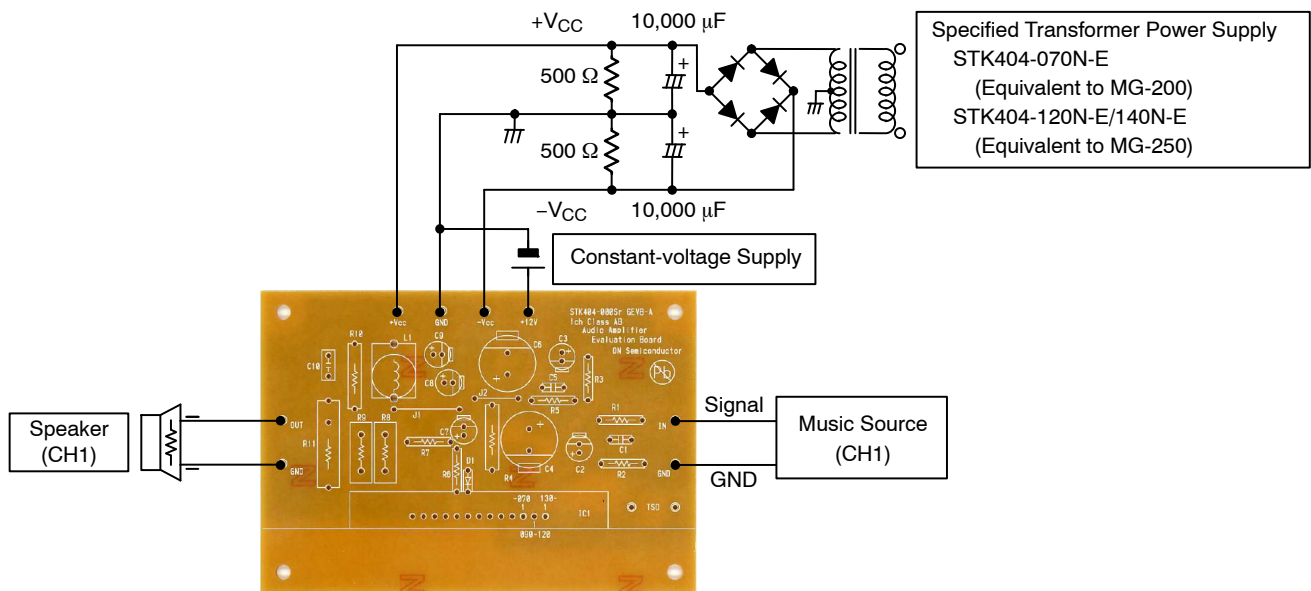 +VCC
10,000 μF
500 Ω
500 Ω
−VCC
10,000 μF
Specified Transformer Power Supply
STK404-070N-E
(Equivalent to MG-200)
STK404-120N-E/140N-E
(Equivalent to MG-250)
Constant-voltage Supply
+Vcc
GND
-Vcc
+12V
STK404-000Sr GEVB-A
1ch Class AB
Audio Amplifier
Evaluation Board
ON Semiconductor
Pb
R10
L1
C9
C6
C3
C10
C8
C5
R3
J2
R5
R1
J1
OUT
R9
R8
C7
IN
R11
R7
C1
GND
R6
D1
R4
C4
C2
R2
GND
-070
130-
1
1
IC1
TSD
1
090-120
Speaker
(CH1)
Signal
GND
Music Source
(CH1)